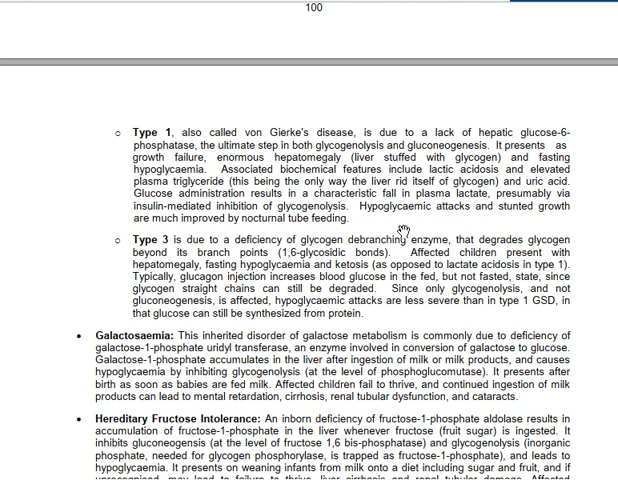 100
o Type 1, also called von Gierke's disease, is due to a lack of hepatic glucose-6-
phosphatase, the ultimate step in both glycogenolysis and gluconeogenesis. It presents as
growth failure, enormous hepatomegaly (liver stuffed with glycogen) and fasting
hypoglycaemia. Associated biochemical features include lactic acidosis and elevated
plasma triglyceride (this being the only way the liver rid itself of glycogen) and uric acid.
Glucose administration results in a characteristic fall in plasma lactate, presumably via
insulin-mediated inhibition of glycogenolysis. Hypoglycaemic attacks and stunted growth
are much improved by nocturnal tube feeding.
o Type 3 is due to a deficiency of glycogen debranching enzyme, that degrades glycogen
beyond its branch points (1,6-glycosidic bonds). Affected children present with
hepatomegaly, fasting hypoglycaemia and ketosis (as opposed to lactate acidosis in type 1).
Typically, glucagon injection increases blood glucose in the fed, but not fasted, state, since
glycogen straight chains can still be degraded. Since only glycogenolysis, and not
gluconeogenesis, is affected, hypoglycaemic attacks are less severe than in type 1 GSD, in
that glucose can still be synthesized from protein.
• Galactosaemia: This inherited disorder of galactose metabolism is commonly due to deficiency of
galactose-1-phosphate uridyl transferase, an enzyme involved in conversion of galactose to glucose.
Galactose-1-phosphate accumulates in the liver after ingestion of milk or milk products, and causes
hypoglycaemia by inhibiting glycogenolysis (at the level of phosphoglucomutase). It presents after
birth as soon as babies are fed milk. Affected children fail to thrive, and continued ingestion of milk
products can lead to mental retardation, cirrhosis, renal tubular dysfunction, and cataracts.
• Hereditary Fructose Intolerance: An inborn deficiency of fructose-1-phosphate aldolase results in
accumulation of fructose-1-phosphate in the liver whenever fructose (fruit sugar) is ingested. It
inhibits gluconeogensis (at the level of fructose 1,6 bis-phosphatase) and glycogenolysis (inorganic
phosphate, needed for glycogen phosphorylase, is trapped as fructose-1-phosphate), and leads to
hypoglycaemia. It presents on weaning infants from milk onto a diet including sugar and fruit, and if
unrecognised, may lead to failure to thrive, liver cirrhosis and renal tubular damage. Affected